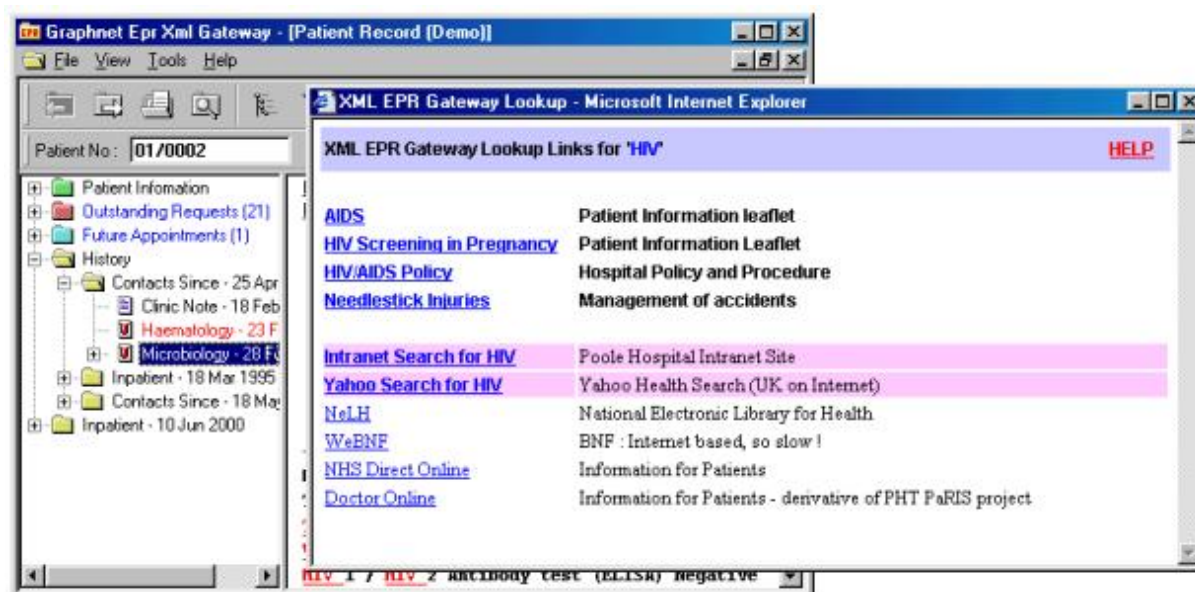 Graphnet Epr Xml Gateway - [Patient Record (Demo)]
File View Tools Help
Patient No : 01/0002
Patient Infomation
Outstanding Requests (21)
Future Appointments (1)
History
Contacts Since - 25 Apr
Clinic Note - 18 Feb
Haematology - 23 F
Microbiology - 28 Fe
Inpatient - 18 Mar 1995
Contacts Since - 18 May
Inpatient - 10 Jun 2000
XML EPR Gateway Lookup - Microsoft Internet Explorer
XML EPR Gateway Lookup Links for 'HIV' HELP
AIDS Patient Information leaflet
HIV Screening in Pregnancy Patient Information Leaflet
HIV/AIDS Policy Hospital Policy and Procedure
Needlestick Injuries Management of accidents
Intranet Search for HIV Poole Hospital Intranet Site
Yahoo Search for HIV Yahoo Health Search (UK on Internet)
NeLH National Electronic Library for Health
WeBNF BNF : Internet based, so slow !
NHS Direct Online Information for Patients
Doctor Online Information for Patients - derivative of PHT PaRIS project
HIV 1 / HIV 2 Antibody test (ELISA) Negative